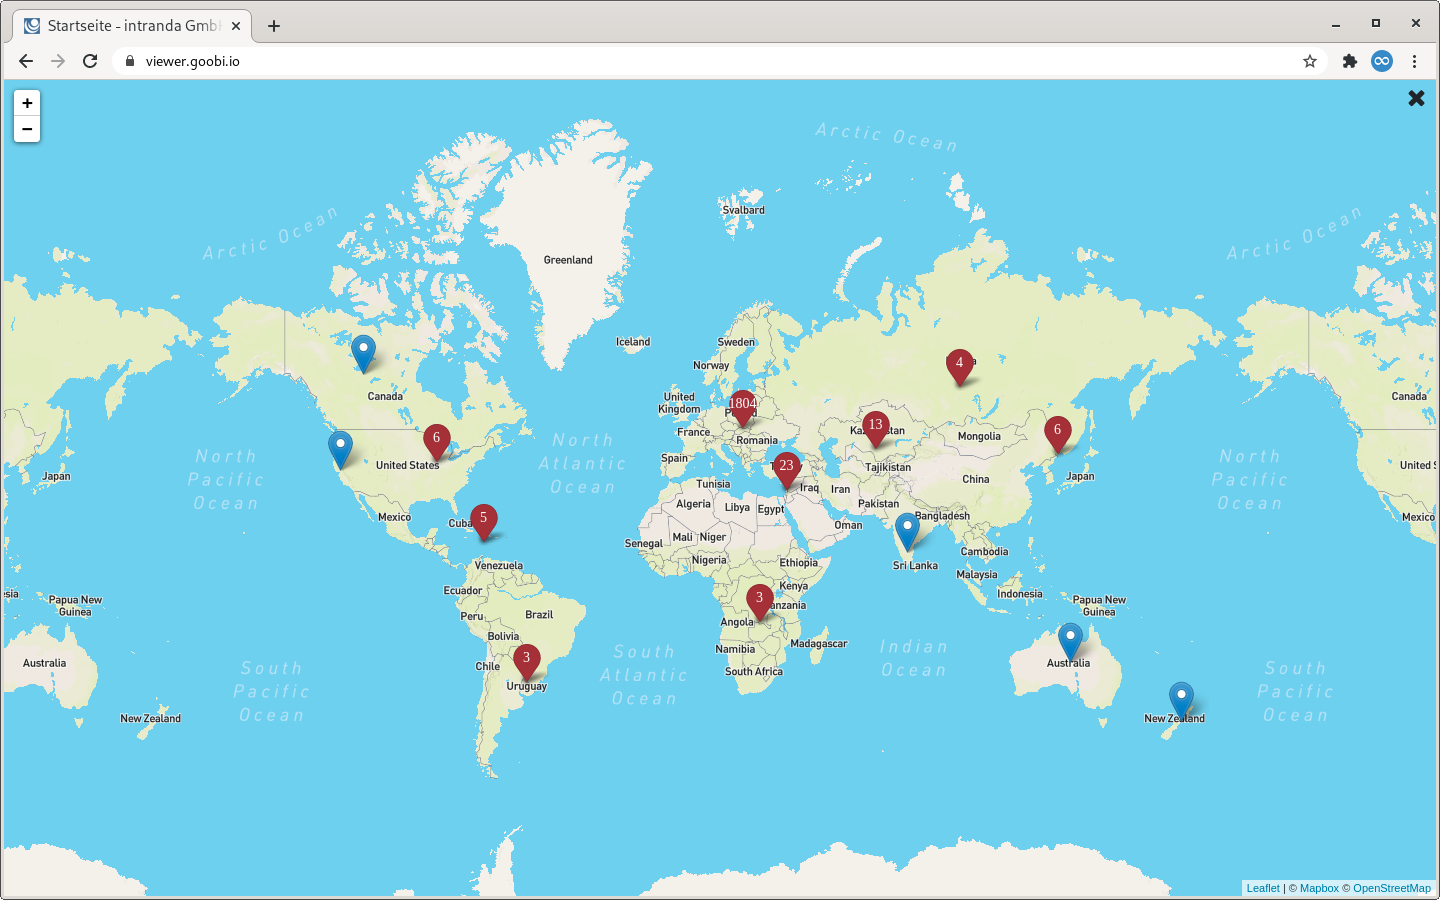 Startseite - intranda Gmb
viewer.goobi.io
+
−
Arctic Ocean
Svalbard
Arctic Ocean
Arctic Ocean
Greenland
Iceland
Sweden
Norway
4
Canada
United
Kingdom
1804
Canada
France
Romania
13
Mongolia
6
6
North
Atlantic
Ocean
United States
Spain
23
Tajikistan
United S
North
Pacific
Ocean
Japan
Tunisia
Iraq
Iran
China
Japan
North
Pacific
Ocean
Mexico
Cuba
5
Algeria
Libya
Egypt
Pakistan
Bangladesh
Mexico
Oman
Senegal
Mali
Niger
Nigeria
Ethiopia
Sri Lanka
Cambodia
Venezuela
Malaysia
Ecuador
Kenya
Indonesia
esia
Papua New
Guinea
Papua New
Guinea
Peru
Brazil
3
anzania
Angola
Bolivia
Namibia
Madagascar
Indian
Ocean
Australia
Chile
3
South Africa
Australia
South
Pacific
Ocean
Uruguay
South
Atlantic
Ocean
South
Pacific
Ocean
New Zealand
New Zealand
Leaflet | © Mapbox © OpenStreetMap